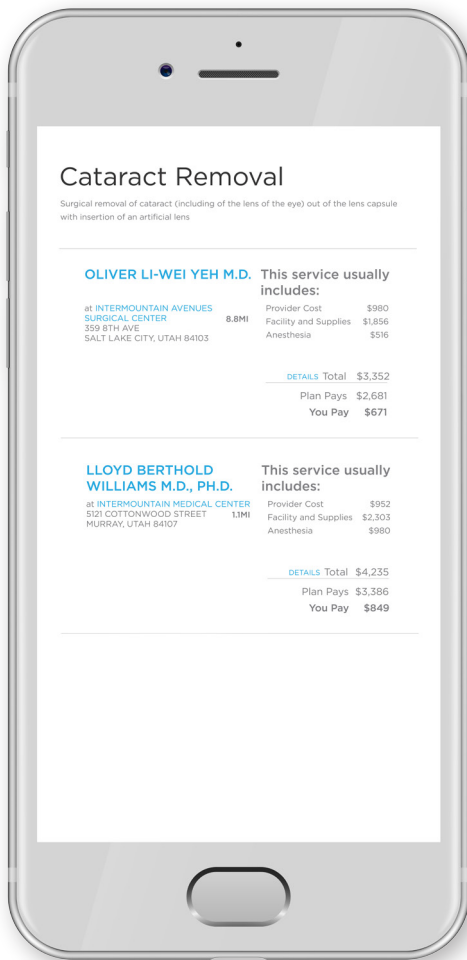 Cataract Removal
Surgical removal of cataract (including of the lens of the eye) out of the lens capsule
with insertion of an artificial lens
OLIVER LI-WEI YEH M.D.
at INTERMOUNTAIN AVENUES
SURGICAL CENTER 8.8MI
359 8TH AVE
SALT LAKE CITY, UTAH 84103
This service usually
includes:
Provider Cost $980
Facility and Supplies $1,856
Anesthesia $516
DETAILS Total $3,352
Plan Pays $2,681
You Pay $671
LLOYD BERTHOLD
WILLIAMS M.D., PH.D.
at INTERMOUNTAIN MEDICAL CENTER
5121 COTTONWOOD STREET 1.1MI
MURRAY, UTAH 84107
This service usually
includes:
Provider Cost $952
Facility and Supplies $2,303
Anesthesia $980
DETAILS Total $4,235
Plan Pays $3,386
You Pay $849